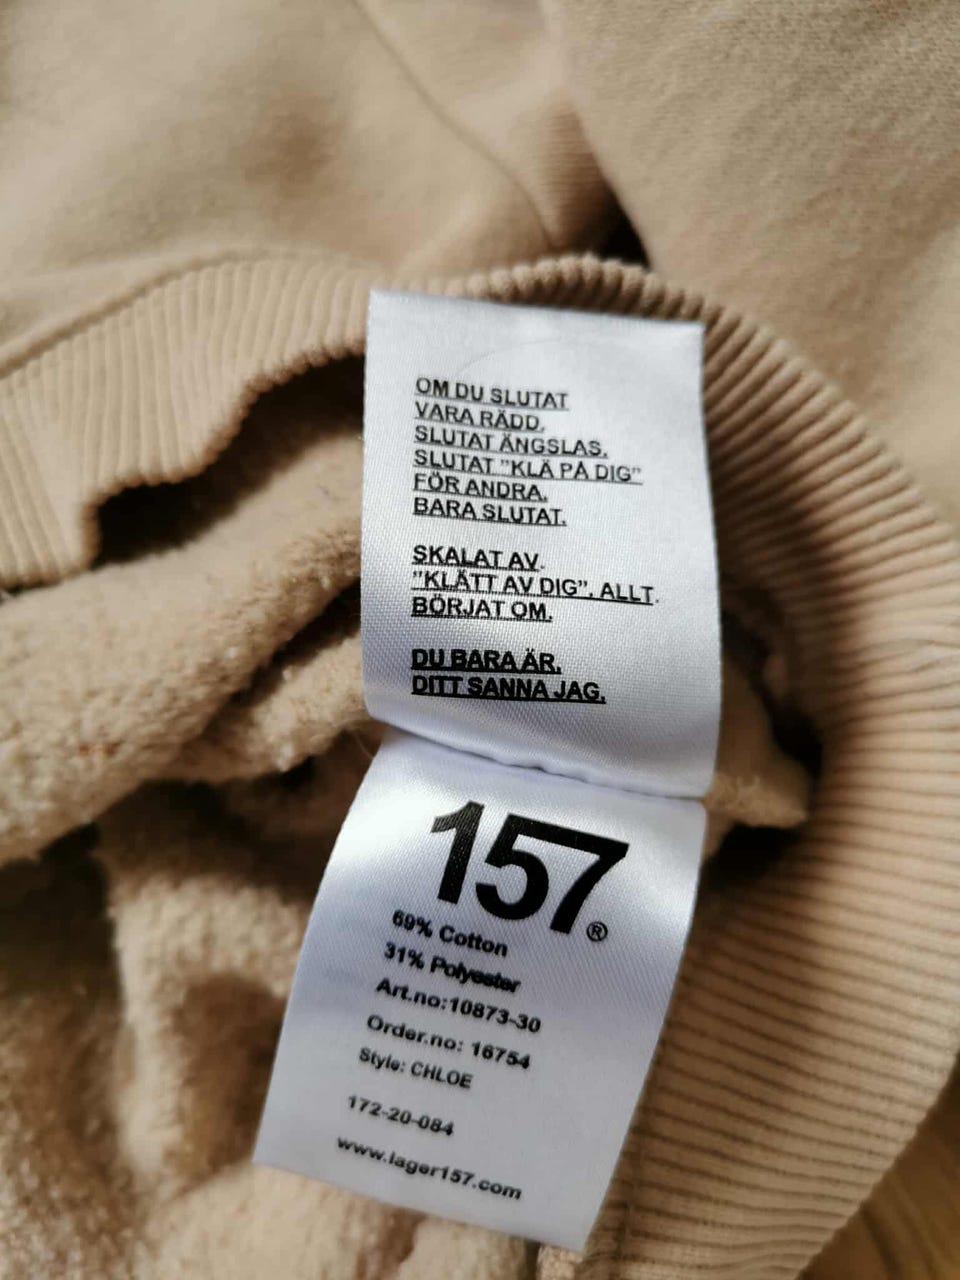 OM DU SLUTAT
VARA RÄDD.
SLUTAT ÄNGSLAS.
SLUTAT "KLÄ PÅ DIG"
FÖR ANDRA.
BARA SLUTAT.
SKALAT AV.
"KLÄTT AV DIG", ALLT.
BÖRJAT OM.
DU BARA ÄR.
DITT SANNA JAG.
157®
69% Cotton
31% Polyester
Art.no:10873-30
Order.no: 16754
Style: CHLOE
172-20-084
www.lager157.com